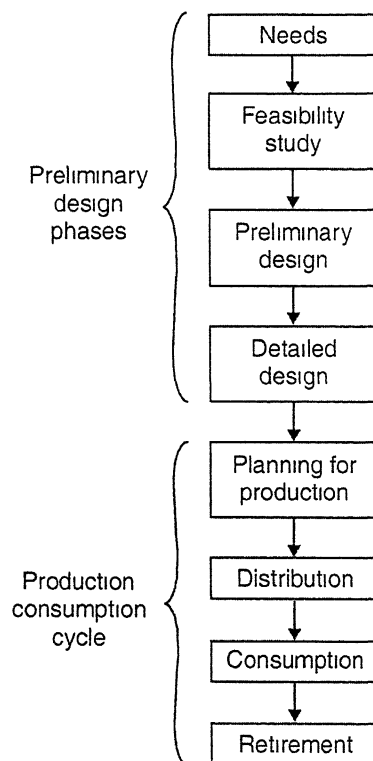 Needs
Feasibility
study
Preliminary
design phases
Preliminary
design
Detailed
design
Planning for
production
Production
consumption
cycle
Distribution
Consumption
Retirement